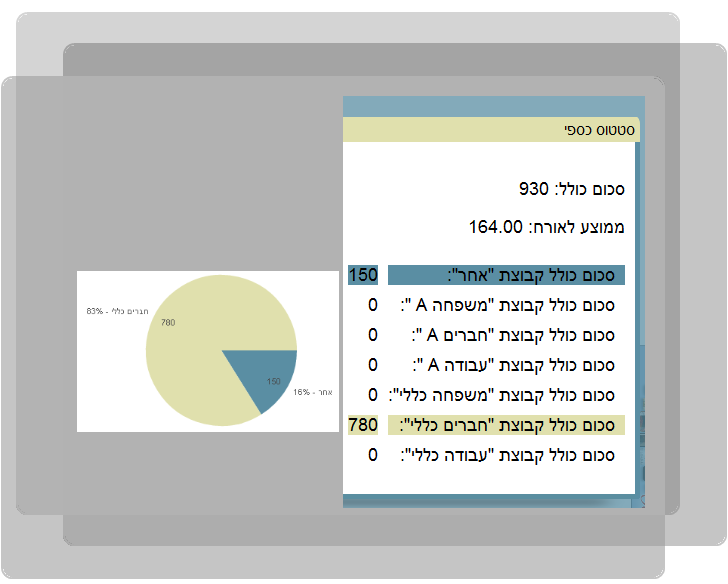 סטטוס כספי
סכום כולל: 930
ממוצע לאורח: 164.00
סכום כולל קבוצת "אחר": 150
סכום כולל קבוצת "משפחה A ": 0
סכום כולל קבוצת "חברים A ": 0
סכום כולל קבוצת "עבודה A ": 0
סכום כולל קבוצת "משפחה כללי": 0
סכום כולל קבוצת "חברים כללי": 780
סכום כולל קבוצת "עבודה כללי": 0
חברים כללי - 83%
780
150
אחר - 16%